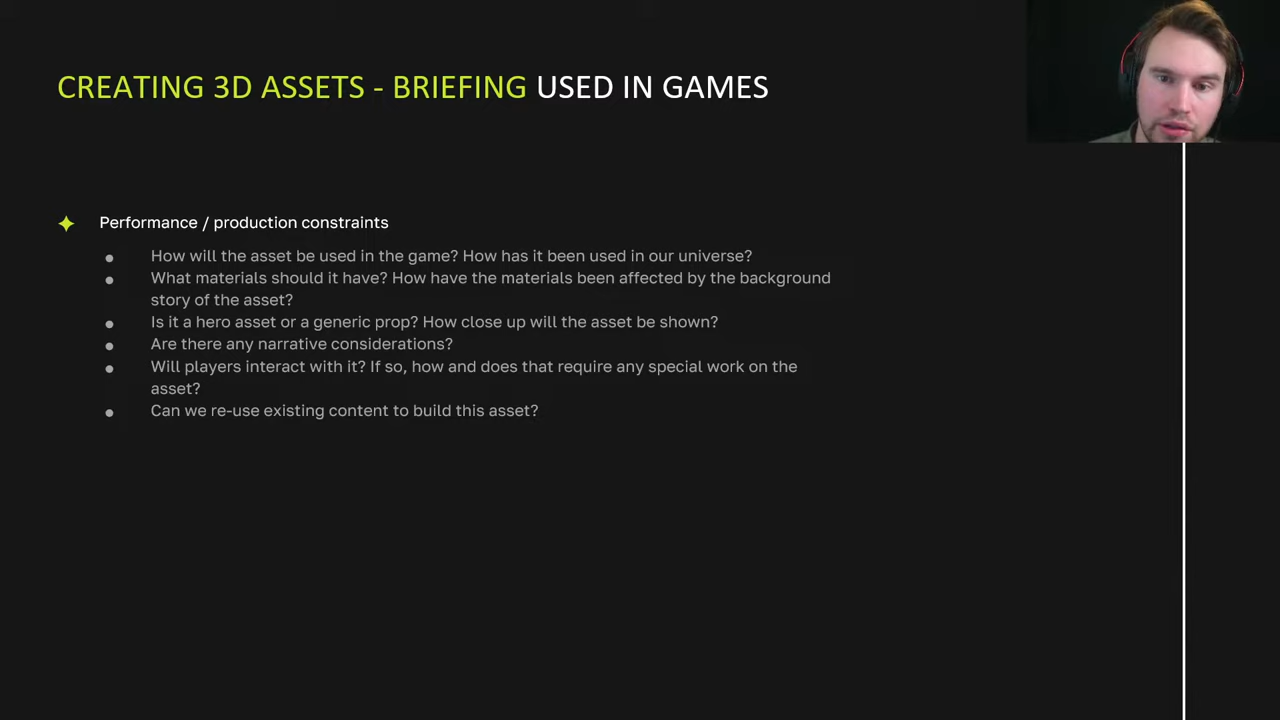 CREATING 3D ASSETS - BRIEFING USED IN GAMES
Performance / production constraints
How will the asset be used in the game? How has it been used in our universe?
What materials should it have? How have the materials been affected by the background
story of the asset?
Is it a hero asset or a generic prop? How close up will the asset be shown?
Are there any narrative considerations?
Will players interact with it? If so, how and does that require any special work on the
asset?
Can we re-use existing content to build this asset?